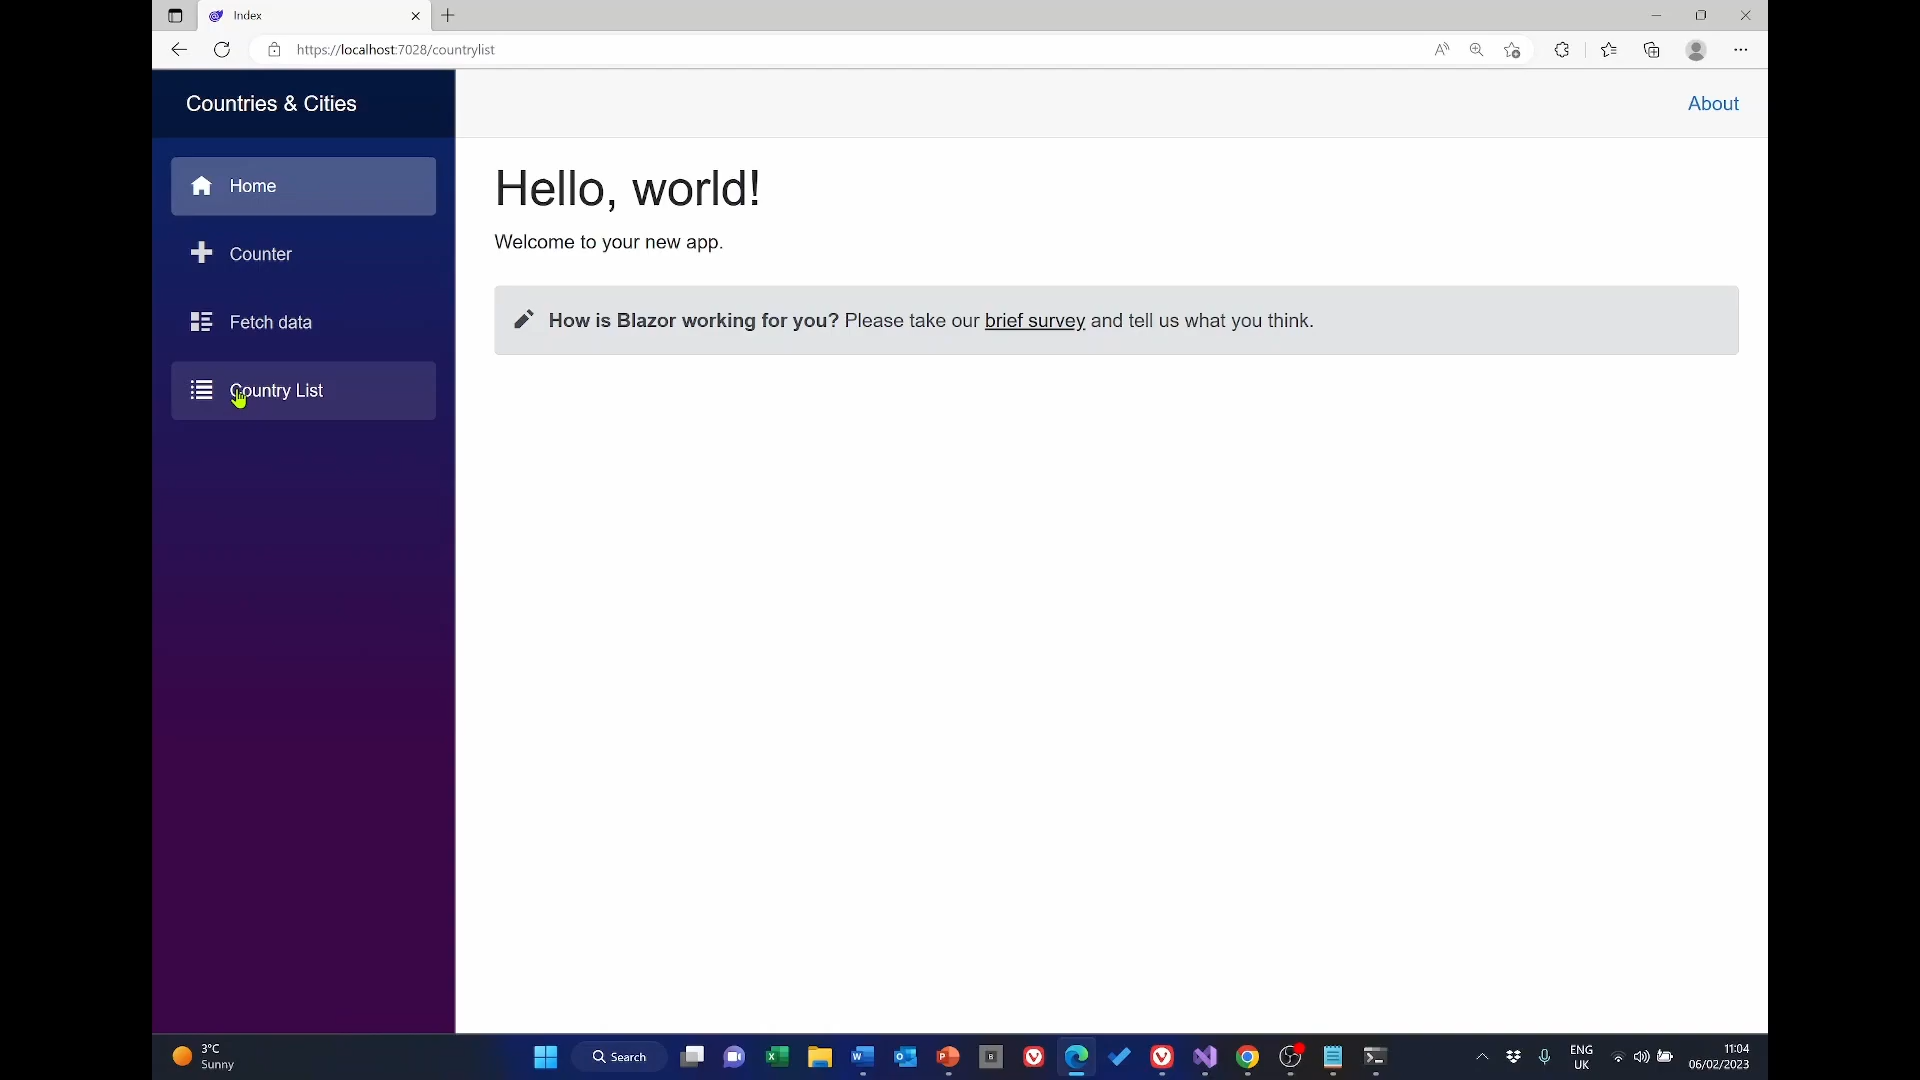 Index
https://localhost:7028/countrylist
Countries & Cities
About
Home
Counter
Fetch data
Country List
Hello, world!
Welcome to your new app.
How is Blazor working for you? Please take our brief survey and tell us what you think.
3°C
Sunny
Search
ENG
UK
11:04
06/02/2023